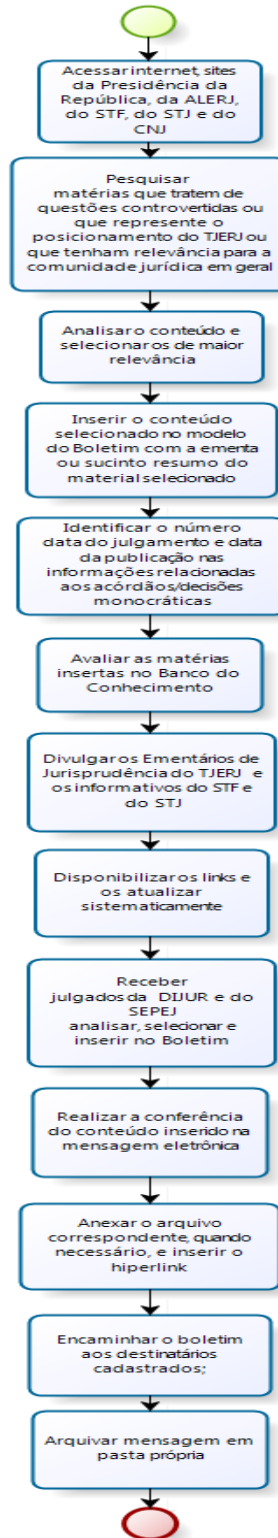 Acessar internet, sites
da Presidência da
República, da ALERJ,
do STF, do STJ e do
CNJ
Pesquisar
matérias que tratem de
questões controvertidas ou
que represente o
posicionamento do TJERJ ou
que tenham relevância para a
comunidade jurídica em geral
Analisar o conteúdo e
selecionar os de maior
relevância
Inserir o conteúdo
selecionado no modelo
do Boletim com a ementa
ou sucinto resumo do
material selecionado
Identificar o número
data do julgamento e data
da publicação nas
informações relacionadas
aos acórdãos/decisões
monocráticas
Avaliar as matérias
insertas no Banco do
Conhecimento
Divulgar os Ementários de
Jurisprudência do TJERJ e
os informativos do STF e
do STJ
Disponibilizar os links e
os atualizar
sistematicamente
Receber
julgados da DIJUR e do
SEPEJ
analisar, selecionar e
inserir no Boletim
Realizar a conferência
do conteúdo inserido na
mensagem eletrônica
Anexar o arquivo
correspondente, quando
necessário, e inserir o
hiperlink
Encaminhar o boletim
aos destinatários
cadastrados;
Arquivar mensagem em
pasta própria